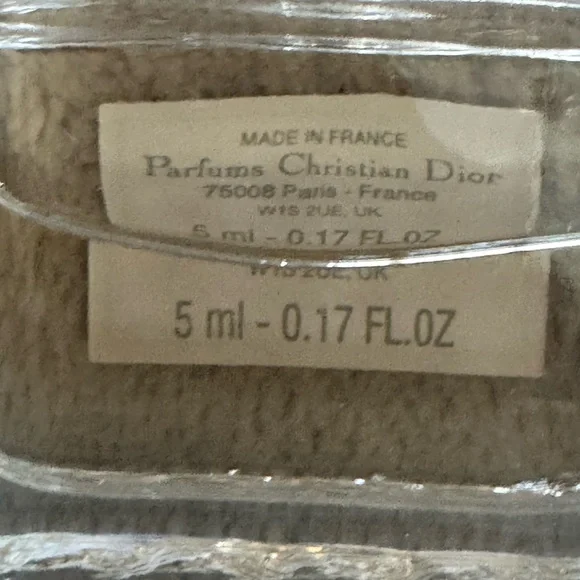 MADE IN FRANCE
Parfums Christian Dior
75008 Paris - France
W1S 2UE, UK
5 ml - 0.17 FL.OZ
W1S 2UE, UK
5 ml - 0.17 FL.OZ